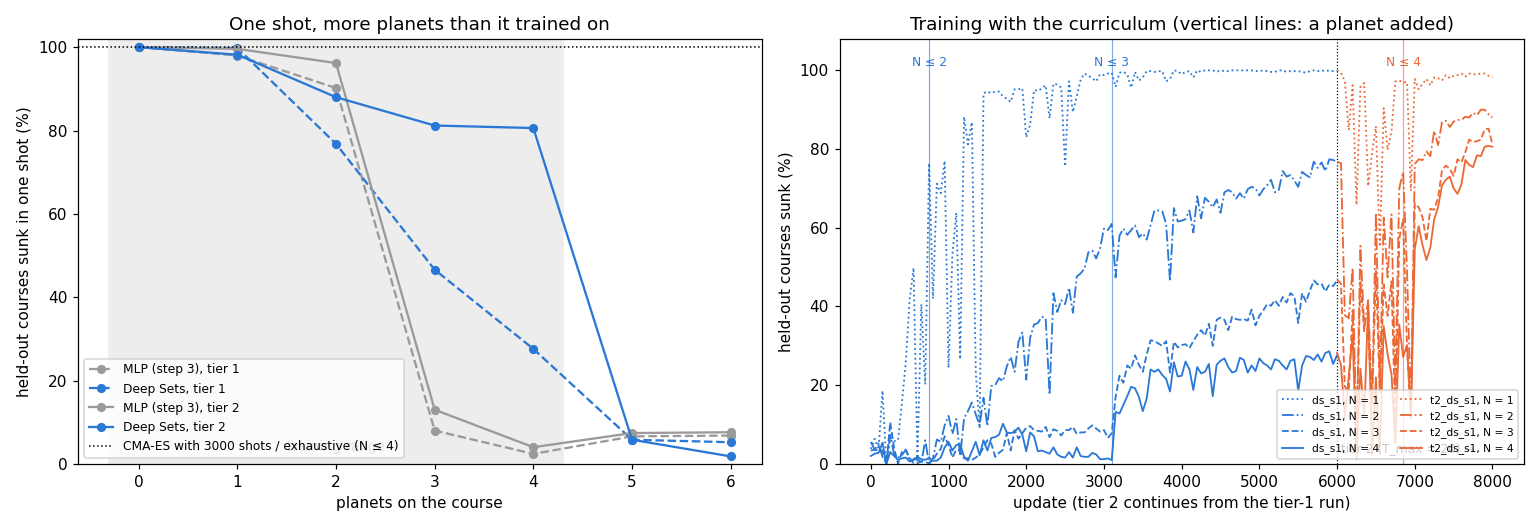 One shot, more planets than it trained on
held-out courses sunk in one shot (%)
100
80
60
40
20
0
MLP (step 3), tier 1
Deep Sets, tier 1
MLP (step 3), tier 2
Deep Sets, tier 2
CMA-ES with 3000 shots / exhaustive (N ≤ 4)
0 1 2 3 4 5 6
planets on the course
Training with the curriculum (vertical lines: a planet added)
held-out courses sunk (%)
N ≤ 2 N ≤ 3 N ≤ 4
100
80
60
40
20
0
ds_s1, N = 1 t2_ds_s1, N = 1
ds_s1, N = 2 t2_ds_s1, N = 2
ds_s1, N = 3 t2_ds_s1, N = 3
ds_s1, N = 4 t2_ds_s1, N = 4
0 1000 2000 3000 4000 5000 6000 7000 8000
update (tier 2 continues from the tier-1 run)